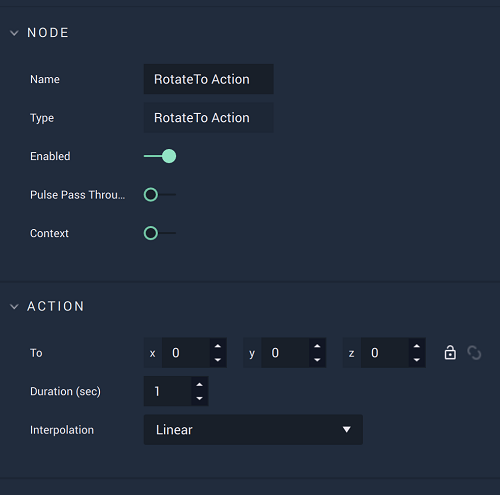 NODE
Name RotateTo Action
Type RotateTo Action
Enabled
Pulse Pass Throu...
Context
ACTION
To x 0 y 0 z 0
Duration (sec) 1
Interpolation Linear